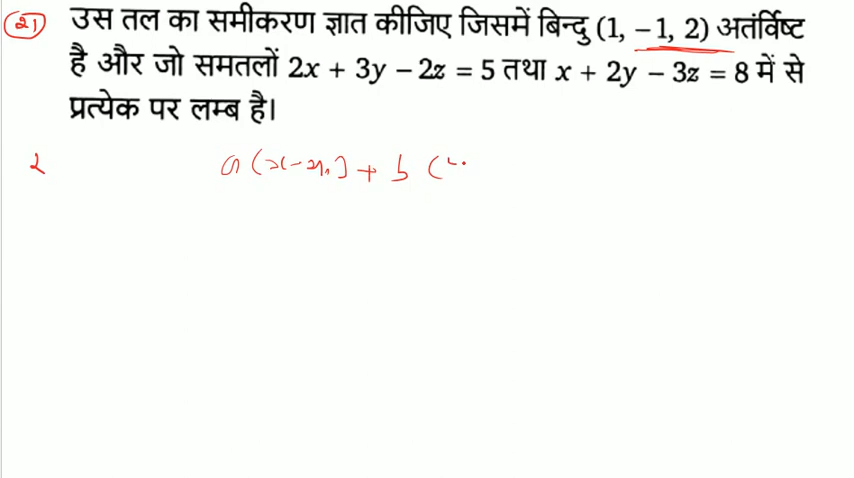 21 उस तल का समीकरण ज्ञात कीजिए जिसमें बिन्दु (1, −1, 2) अतंर्विष्ट
है और जो समतलों 2x + 3y − 2z = 5 तथा x + 2y − 3z = 8 में से
प्रत्येक पर लम्ब है।
a (x − x₁) + b (